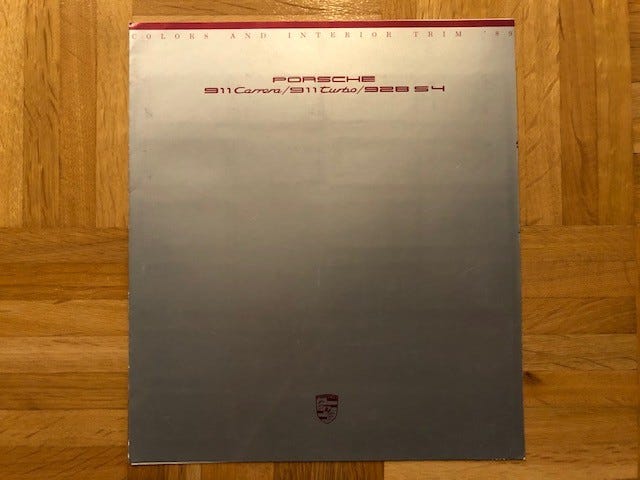 COLORS AND INTERIOR TRIM '89
PORSCHE
911 Carrera/911 Turbo/928 S4